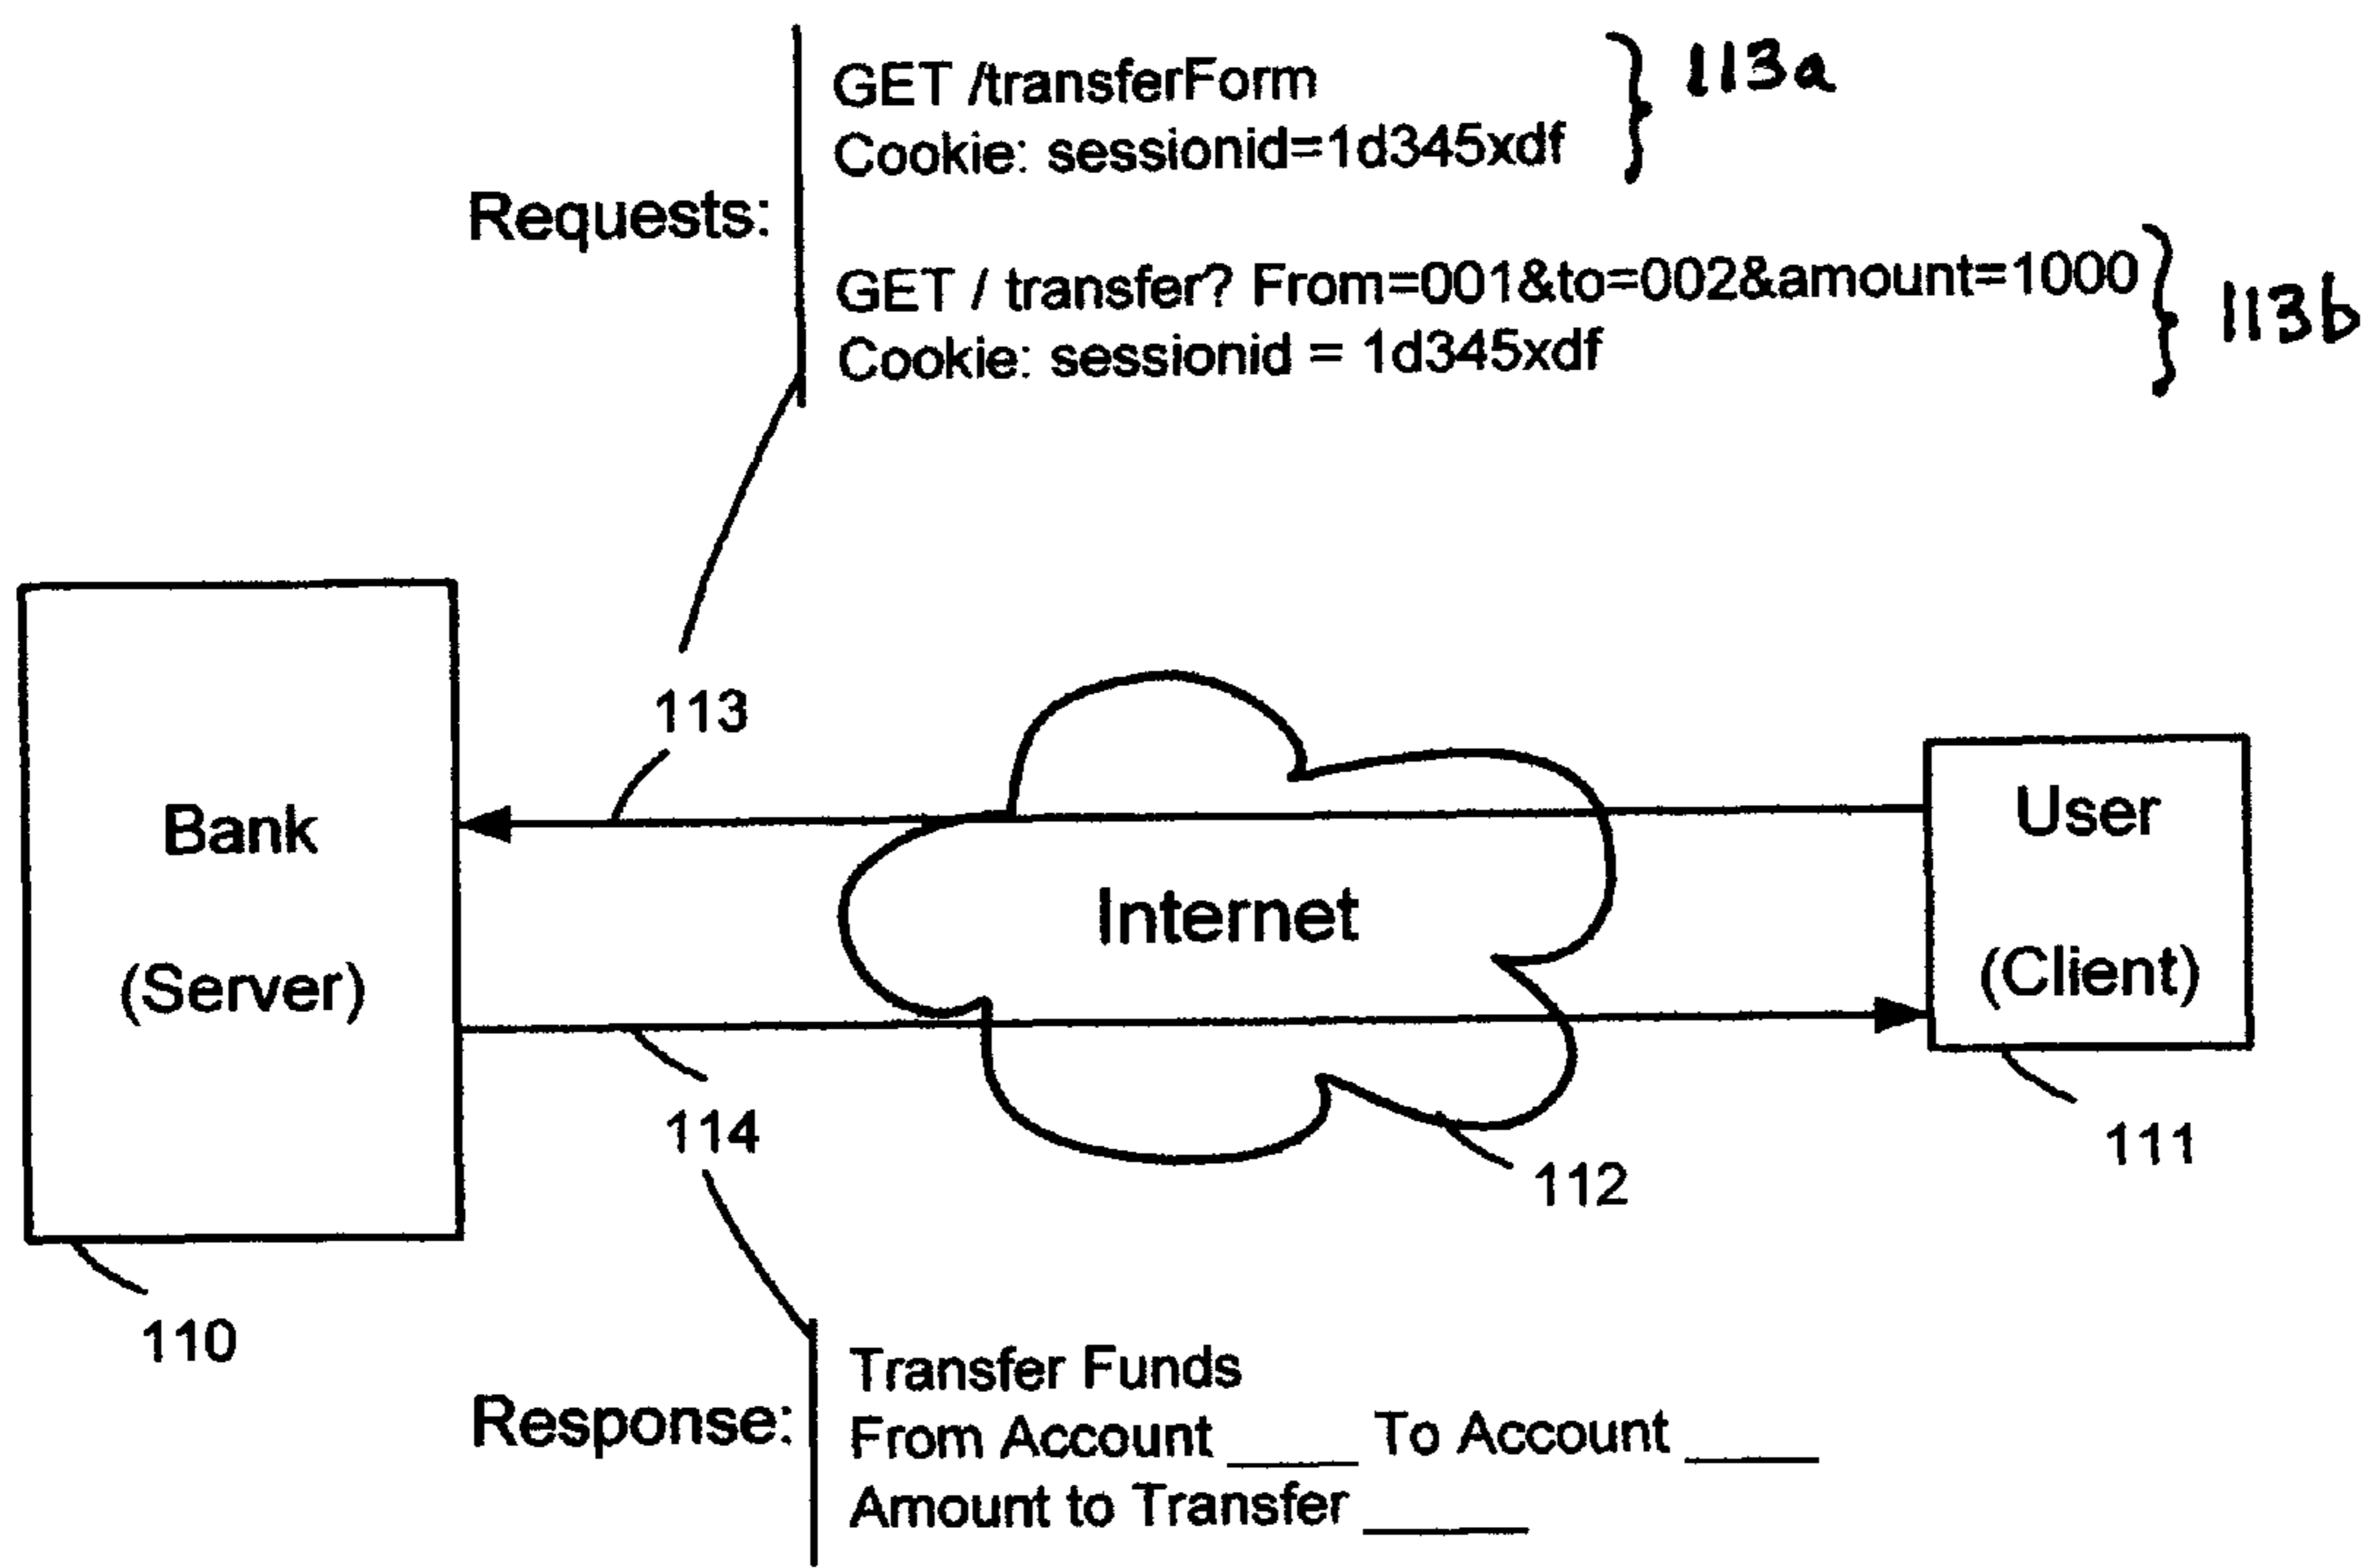 GET /transferForm
Cookie: sessionid=1d345xdf
113a
Requests:
GET / transfer? From=001&to=002&amount=1000
Cookie: sessionid = 1d345xdf
113b
113
Bank
(Server)
Internet
User
(Client)
114
112
111
110
Response:
Transfer Funds
From Account _____ To Account _____
Amount to Transfer ______